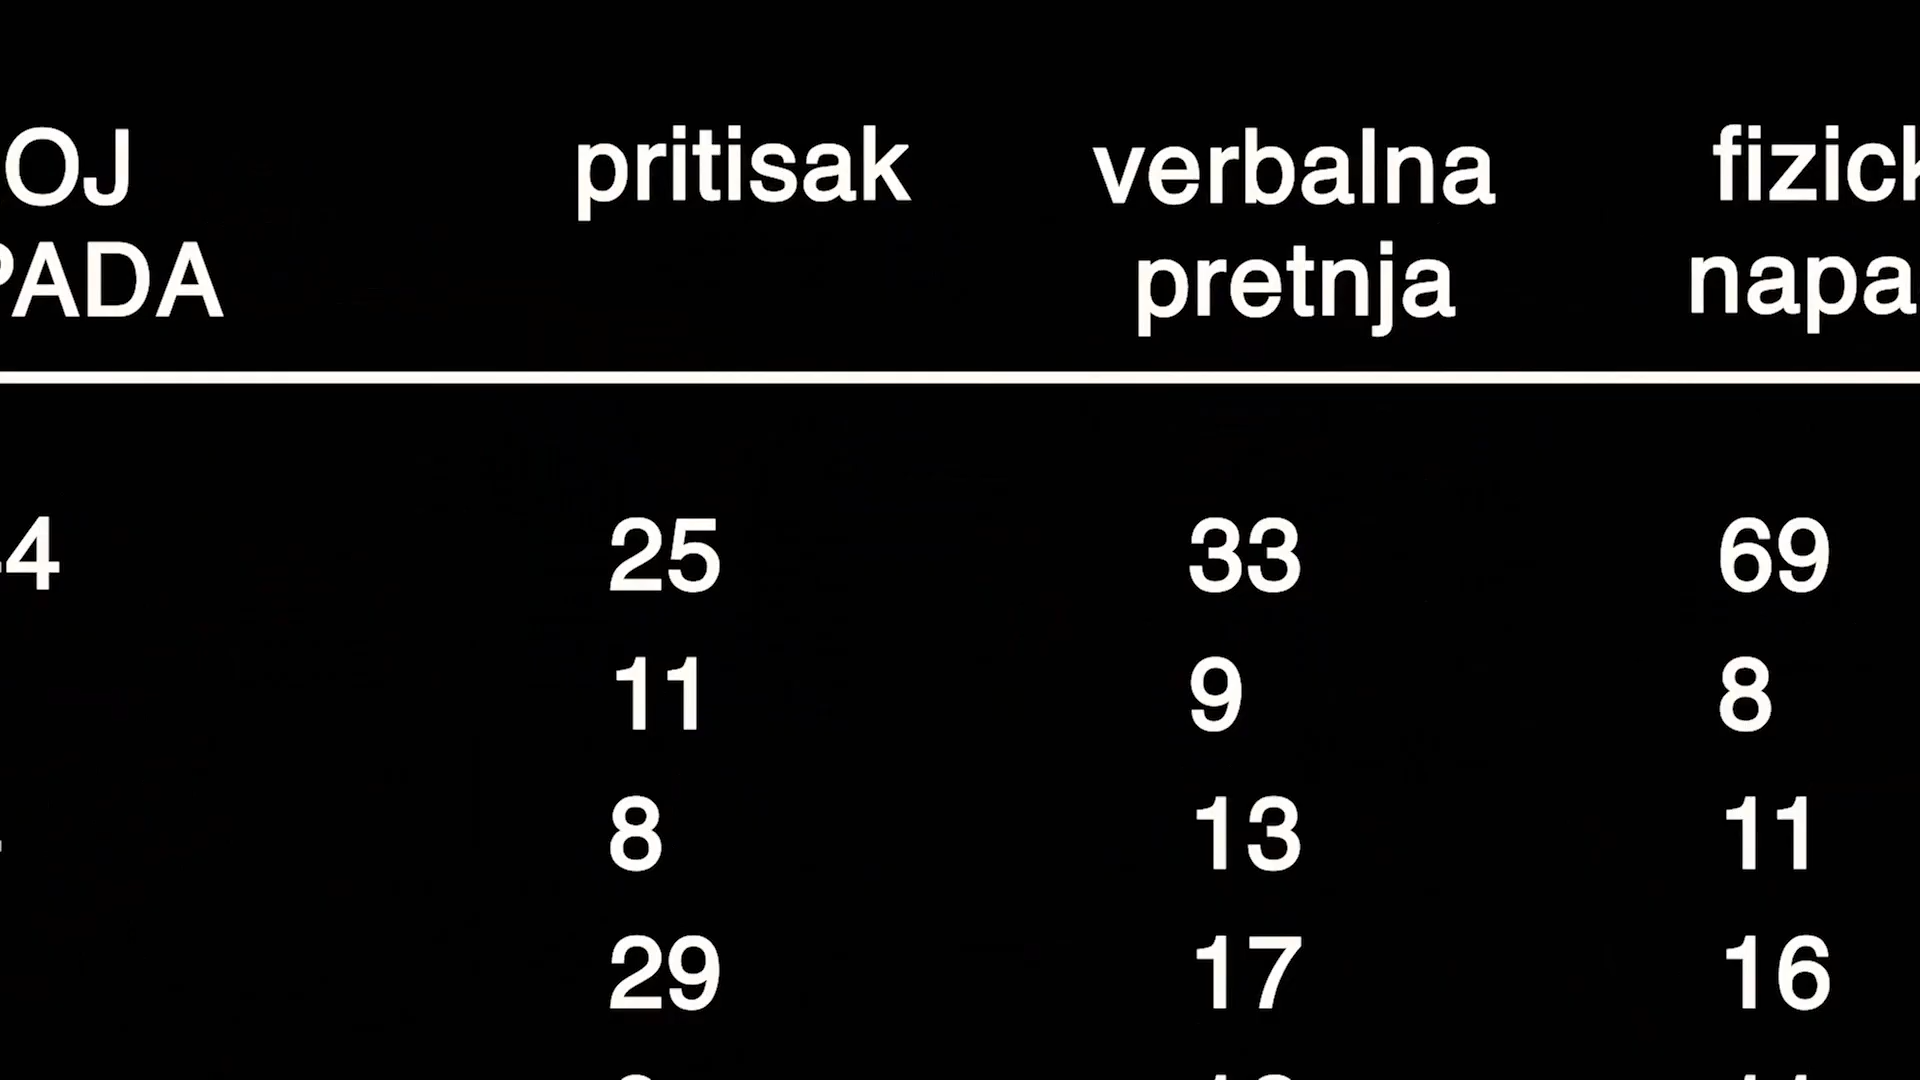 OJ pritisak verbalna fizick
PADA pretnja napa
4 25 33 69
11 9 8
8 13 11
29 17 16